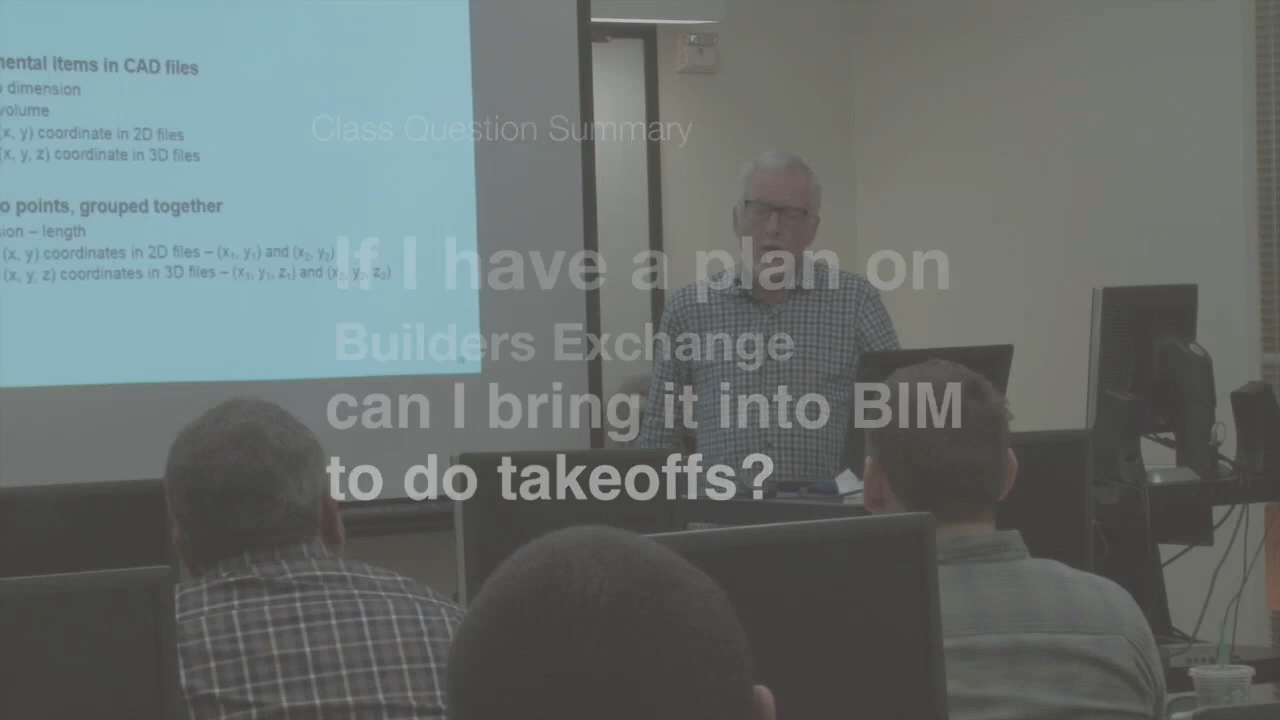 mental items in CAD files
dimension
volume
(x, y) coordinate in 2D files
(x, y, z) coordinate in 3D files
o points, grouped together
sion – length
(x, y) coordinates in 2D files – (x₁, y₁) and (x₂, y₂)
(x, y, z) coordinates in 3D files – (x₁, y₁, z₁) and (x₂, y₂, z₂)
Class Question Summary
If I have a plan on
Builders Exchange
can I bring it into BIM
to do takeoffs?